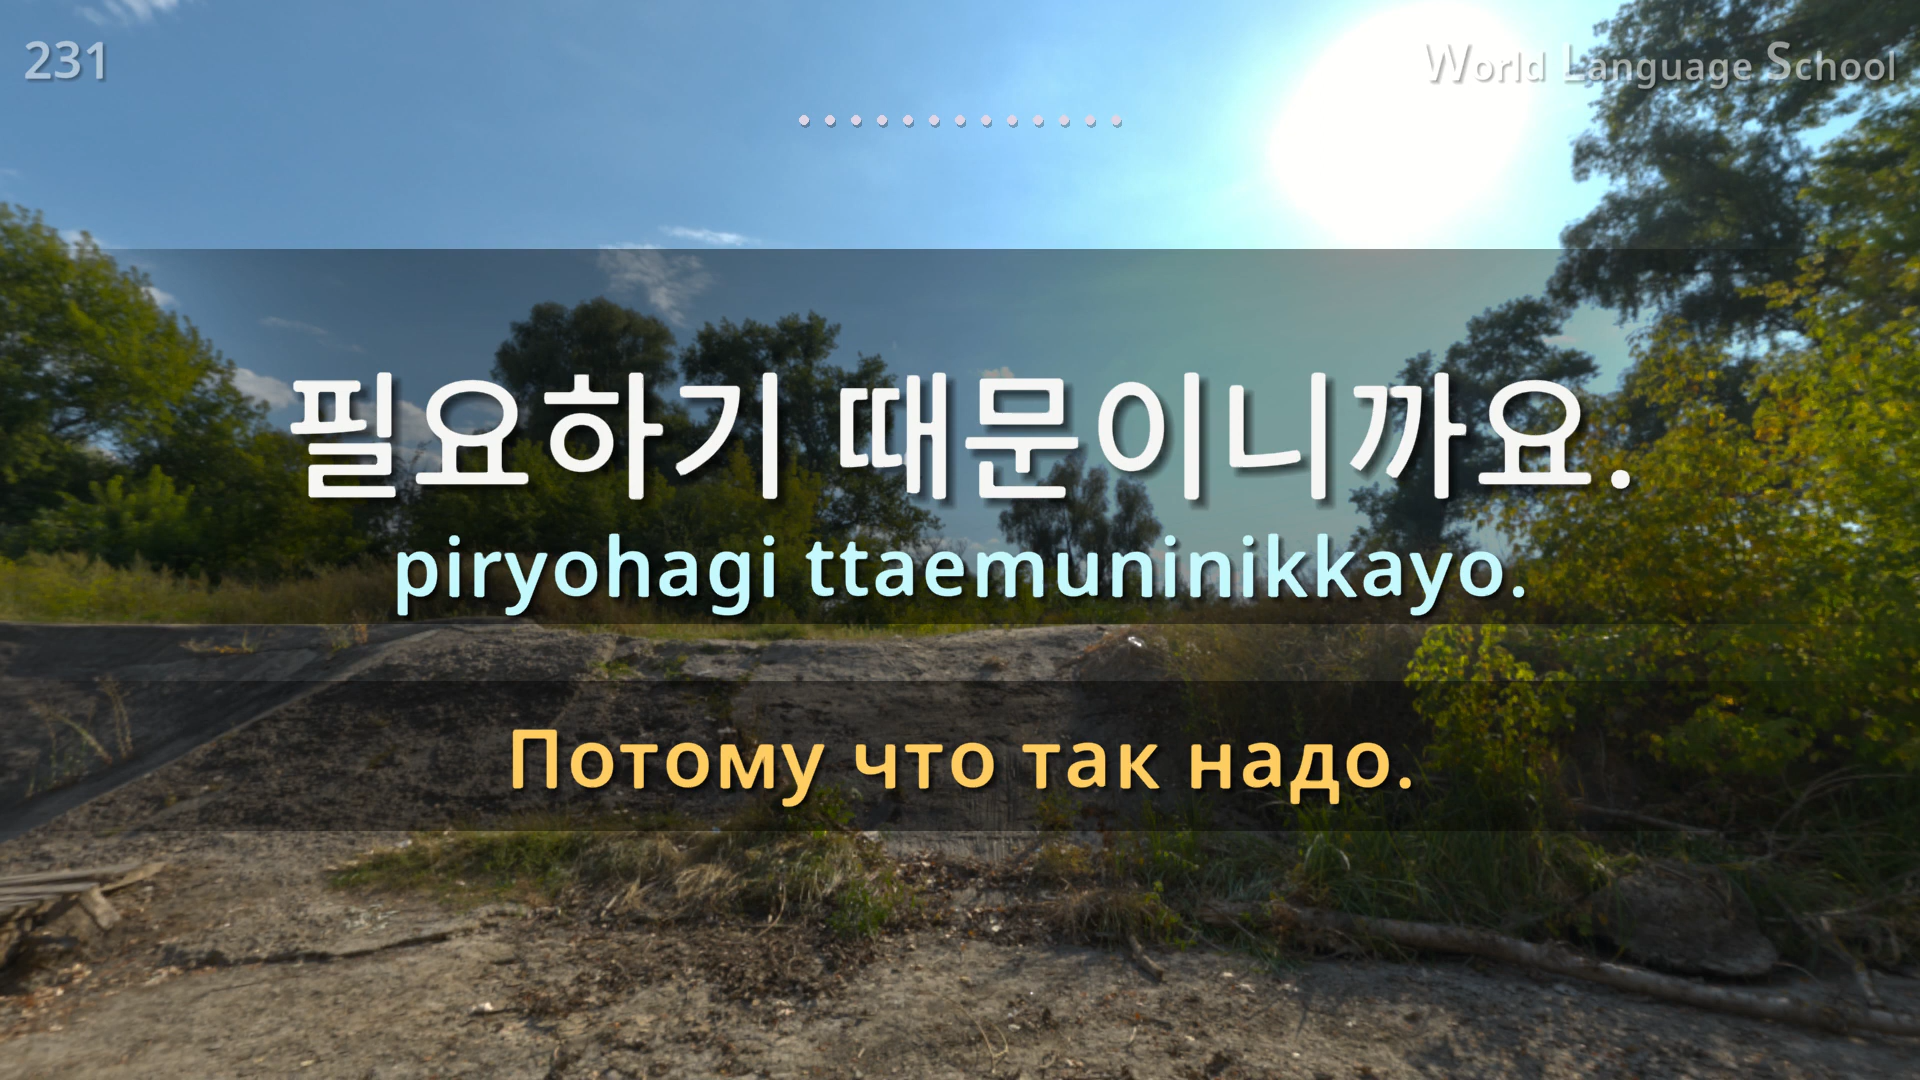 231
World Language School
필요하기 때문이니까요.
piryohagi ttaemuninikkayo.
Потому что так надо.